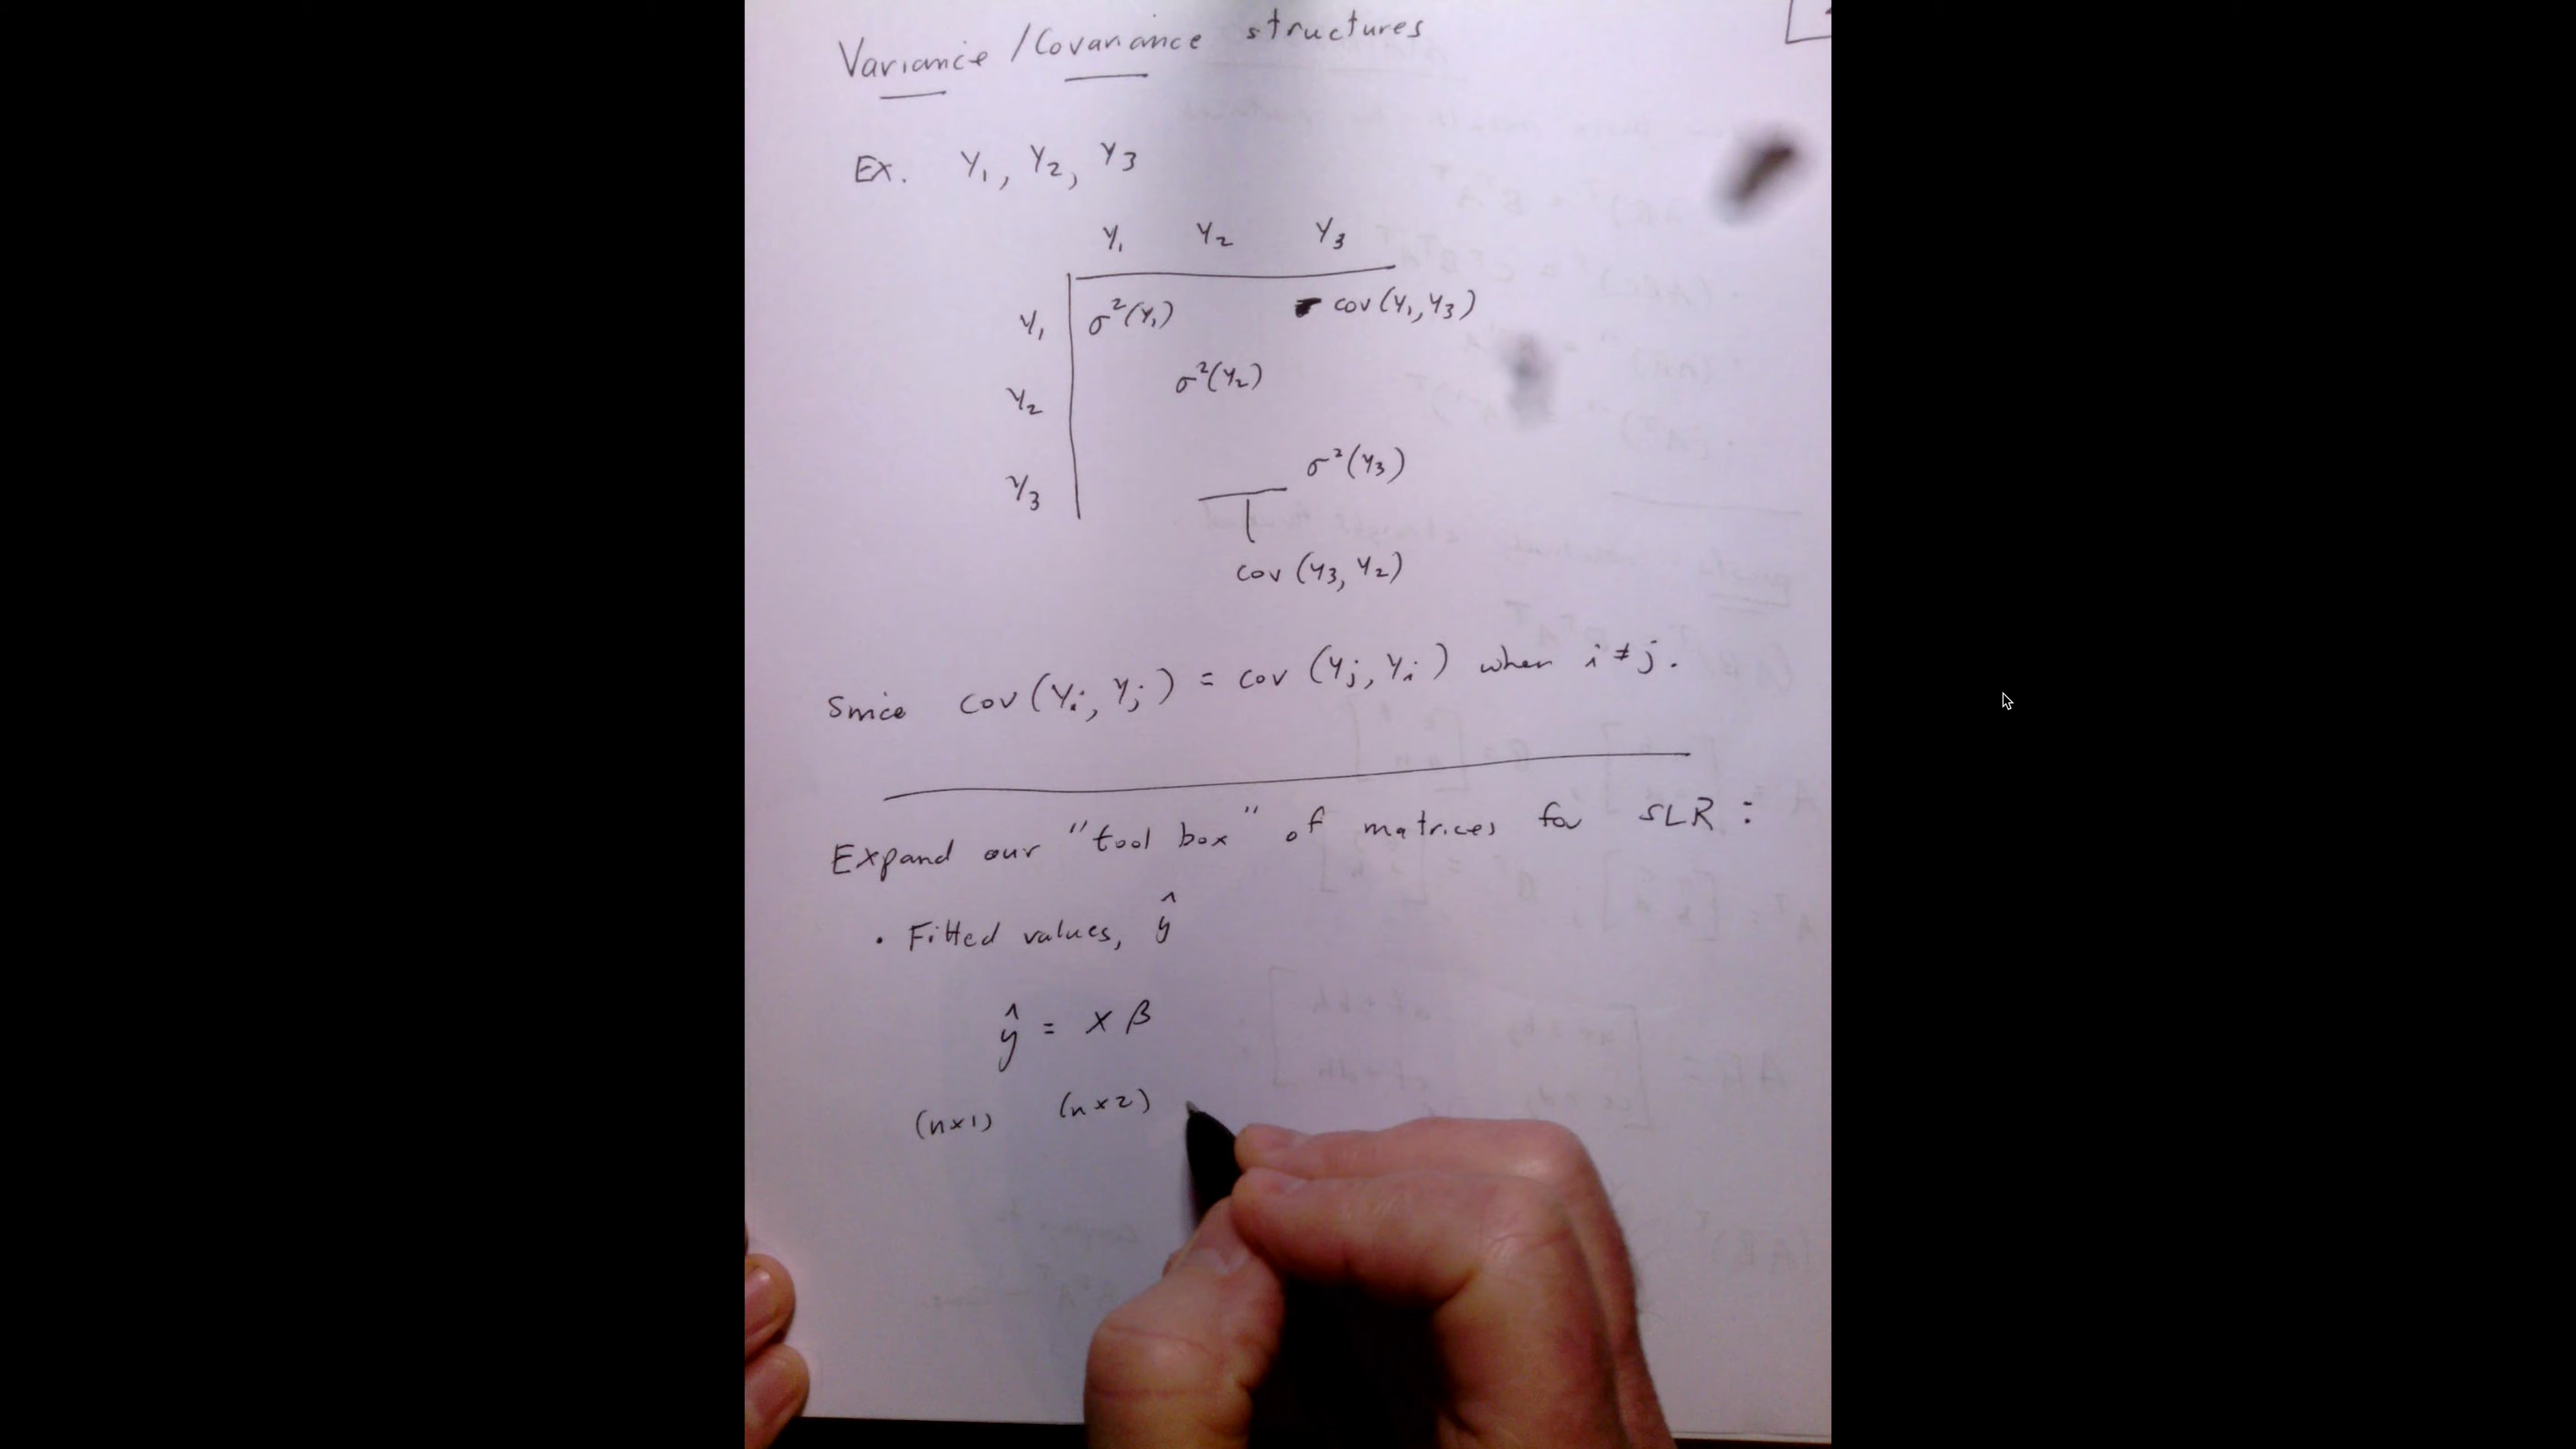 Variance / Covariance structures
Ex. Y₁, Y₂, Y₃
Y₁ Y₂ Y₃
Y₁ σ²(Y₁) cov(Y₁, Y₃)
Y₂ σ²(Y₂)
Y₃ σ²(Y₃)
cov (Y₃, Y₂)
Since cov(Yᵢ, Yⱼ) = cov (Yⱼ, Yᵢ) when i ≠ j.
Expand our "tool box" of matrices for SLR :
• Fitted values, ŷ
ŷ = X β
(n×1) (n×2)